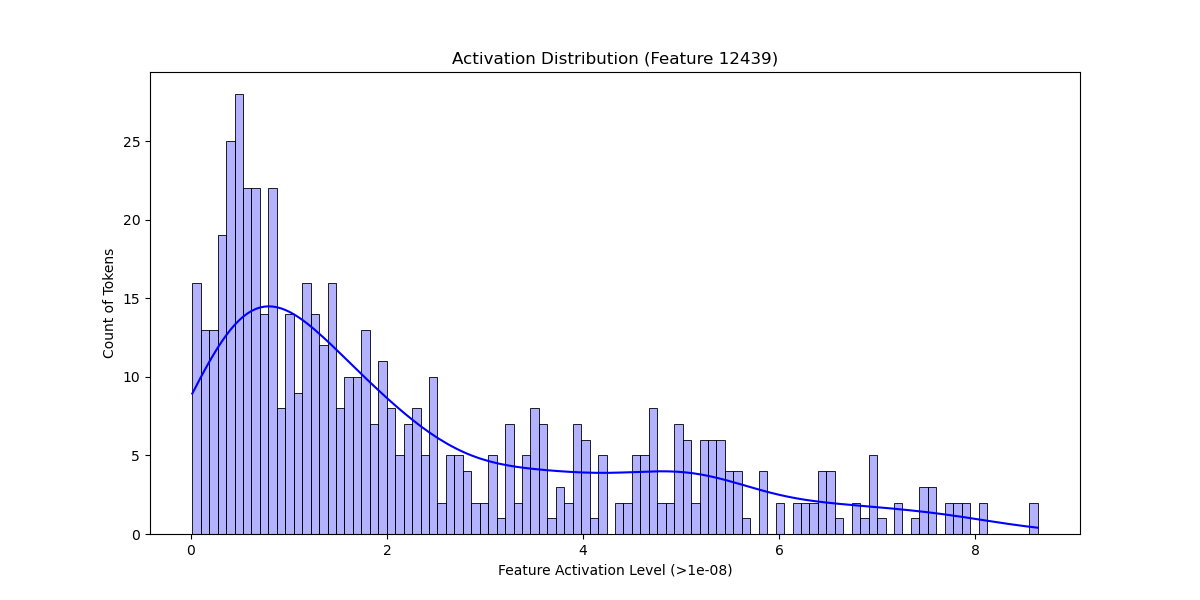 Activation Distribution (Feature 12439)
Count of Tokens
25
20
15
10
5
0
0 2 4 6 8
Feature Activation Level (>1e-08)